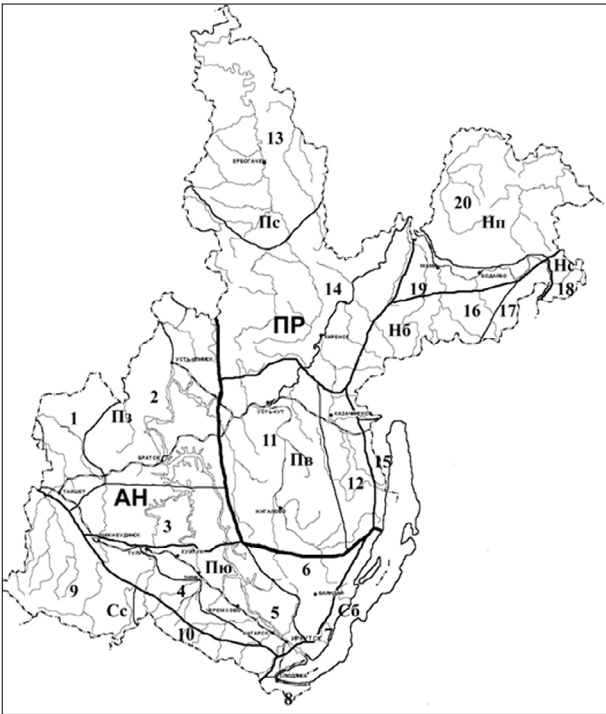 13
ЕРБОГАЧЕН
Пс
20
Нп
МАМА
БОДАЙБО
Нс
18
14
19
16
17
ПР
КИРЕНСК
Нб
УСТЬ-ИЛИМСК
2
1
Пз
УСТЬ-КУТ
КАЗАЧИНСКОЕ
11
Пв
15
БРАТСК
12
ТАЙШЕТ
АН
ЖИГАЛОВО
3
НИЖНЕУДИНСК
ТУЛУН
КУЙТУН
6
Пю
ЗИМА
9
4
БАЯНДАЙ
Сс
5
Сб
ЧЕРЕМХОВО
10
АНГАРСК
7
ИРКУТСК
СЛЮДЯНКА
8